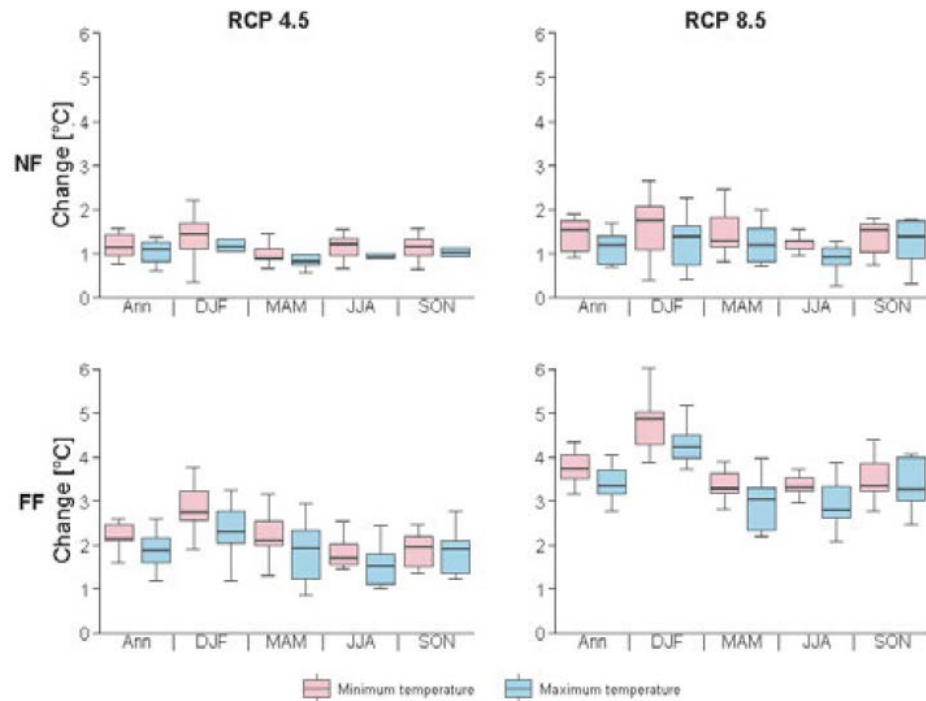 RCP 4.5
RCP 8.5
NF
Change [°C]
6
5
4
3
2
1
0
Ann | DJF | MAM | JJA | SON |
6
5
4
3
2
1
0
Ann | DJF | MAM | JJA | SON |
FF
Change [°C]
6
5
4
3
2
1
0
Ann | DJF | MAM | JJA | SON |
6
5
4
3
2
1
0
Ann | DJF | MAM | JJA | SON |
Minimum temperature
Maximum temperature